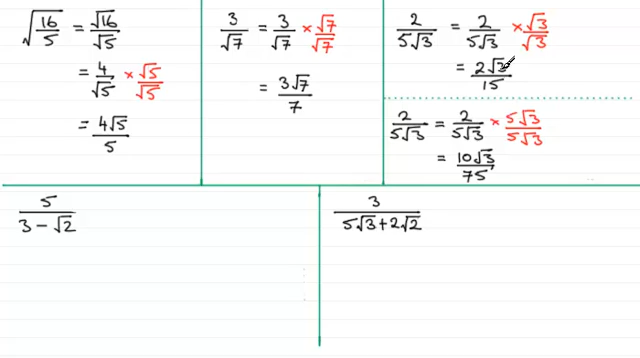 √(16/5) = √16/√5
= 4/√5 × √5/√5
= 4√5/5
3/√7 = 3/√7 × √7/√7
= 3√7/7
2/5√3 = 2/5√3 × √3/√3
= 2√3/15
2/5√3 = 2/5√3 × 5√3/5√3
= 10√3/75
5/(3 − √2)
3/(5√3 + 2√2)